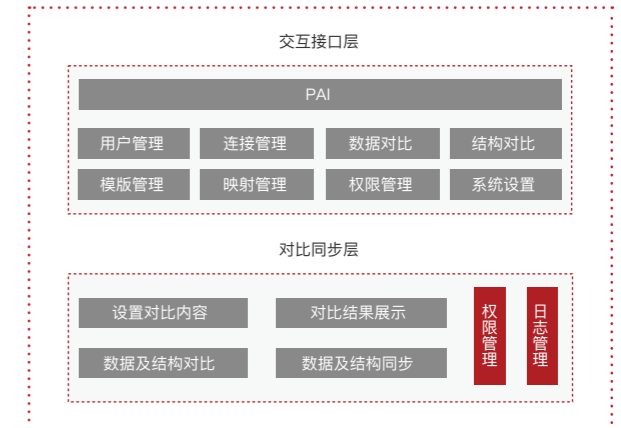 交互接口层
PAI
用户管理 连接管理 数据对比 结构对比
模版管理 映射管理 权限管理 系统设置
对比同步层
设置对比内容 对比结果展示
数据及结构对比 数据及结构同步
权限管理
日志管理